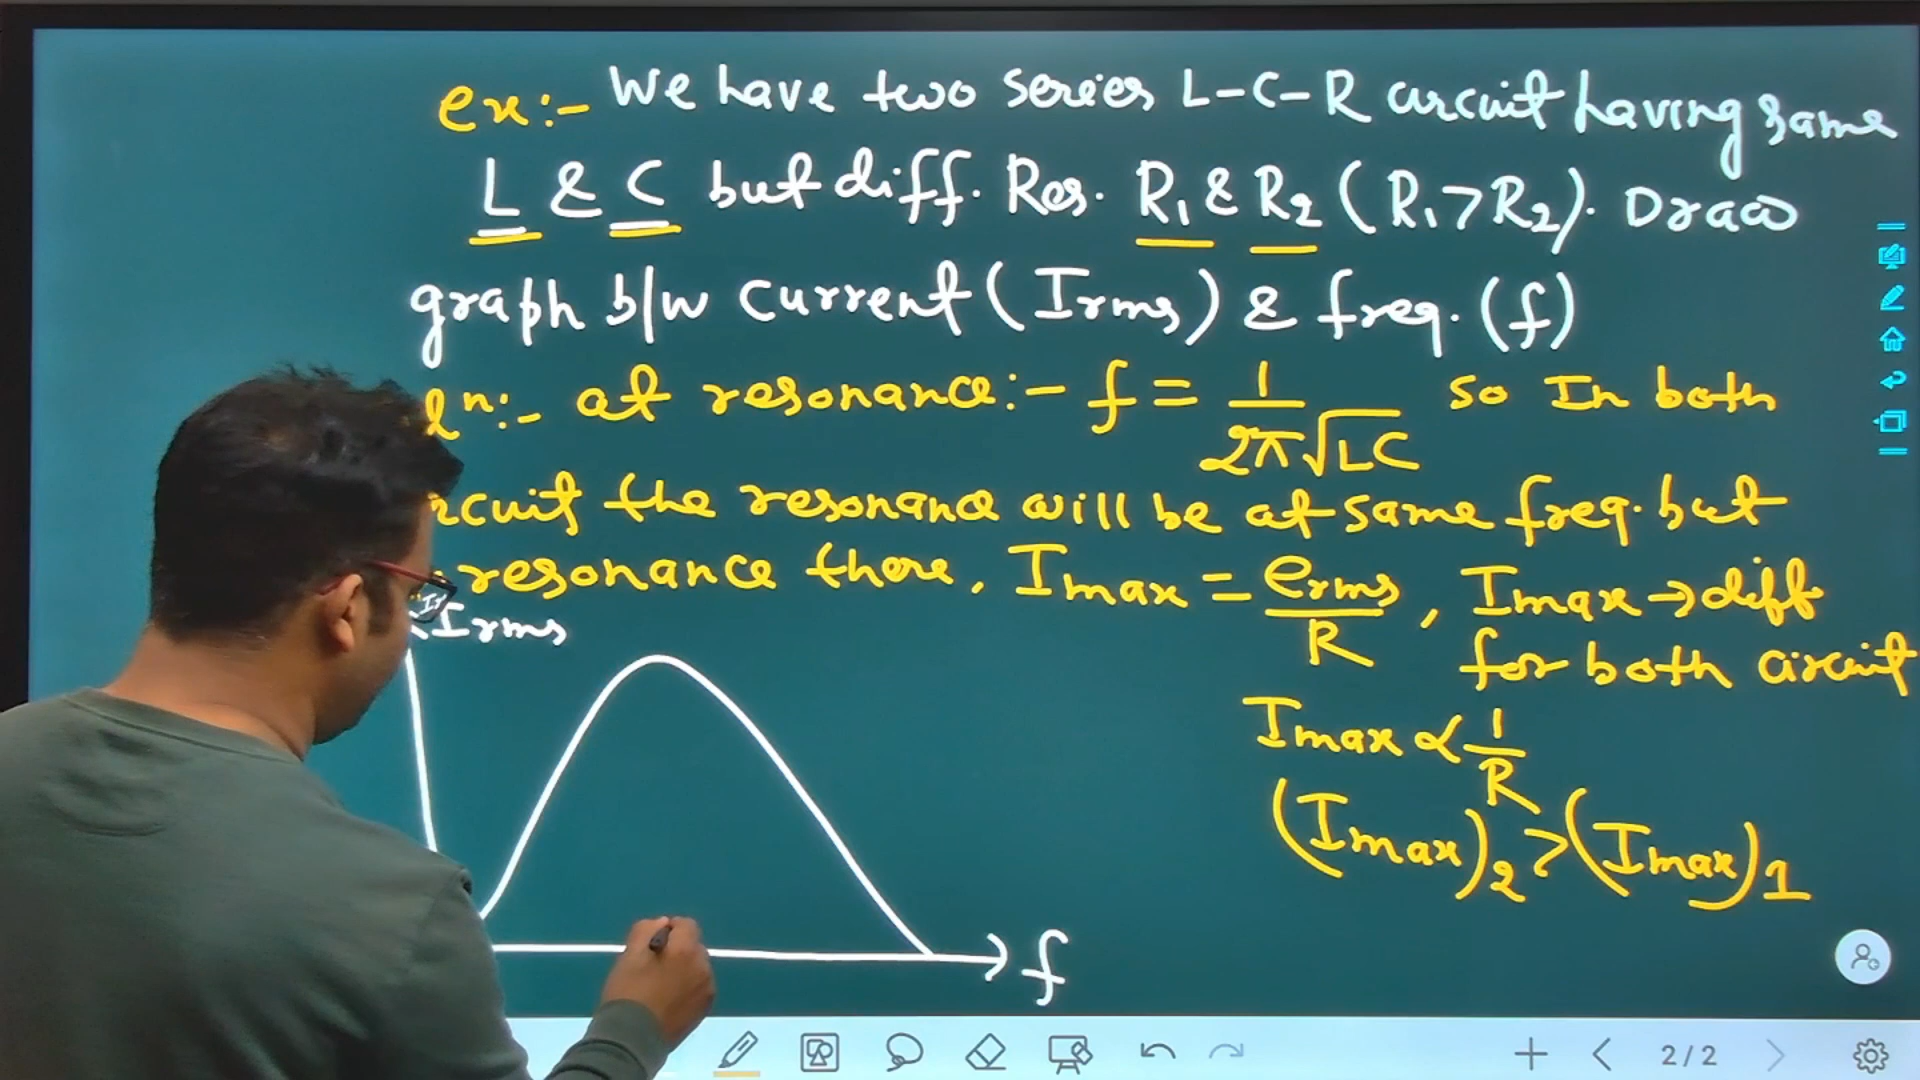 ex:- We have two series L-C-R circuit having same
L & C but diff. Res. R₁ & R₂ (R₁>R₂). Draw
graph b/w current (Irms) & freq. (f)
at resonance:- f = 1/2π√LC so In both
the resonance will be at same freq. but
resonance there, Imax = erms/R, Imax → diff
for both circuit
Imax ∝ 1/R
(Imax)₂ > (Imax)₁
Irms
f
2/2